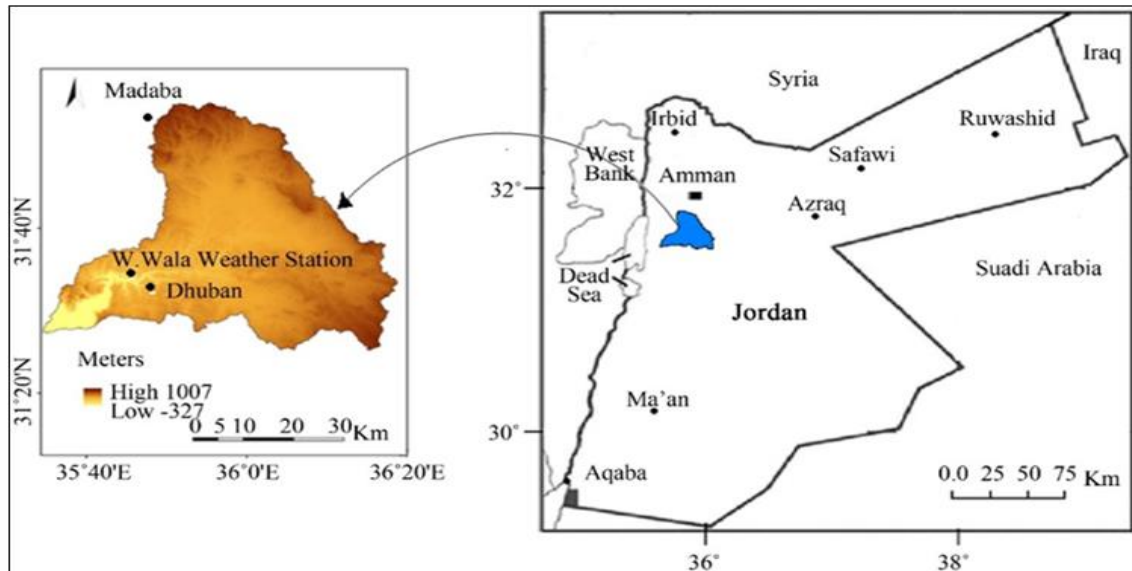 Madaba
W.Wala Weather Station
Dhuban
Meters
High 1007
Low -327
0 5 10 20 30 Km
31°40'N
31°20'N
35°40'E 36°0'E 36°20'E
Syria
Iraq
Irbid
Ruwashid
West
Bank
Safawi
Amman
32°
Azraq
Dead
Sea
Suadi Arabia
Jordan
Ma'an
30°
Aqaba
0.0 25 50 75 Km
36° 38°